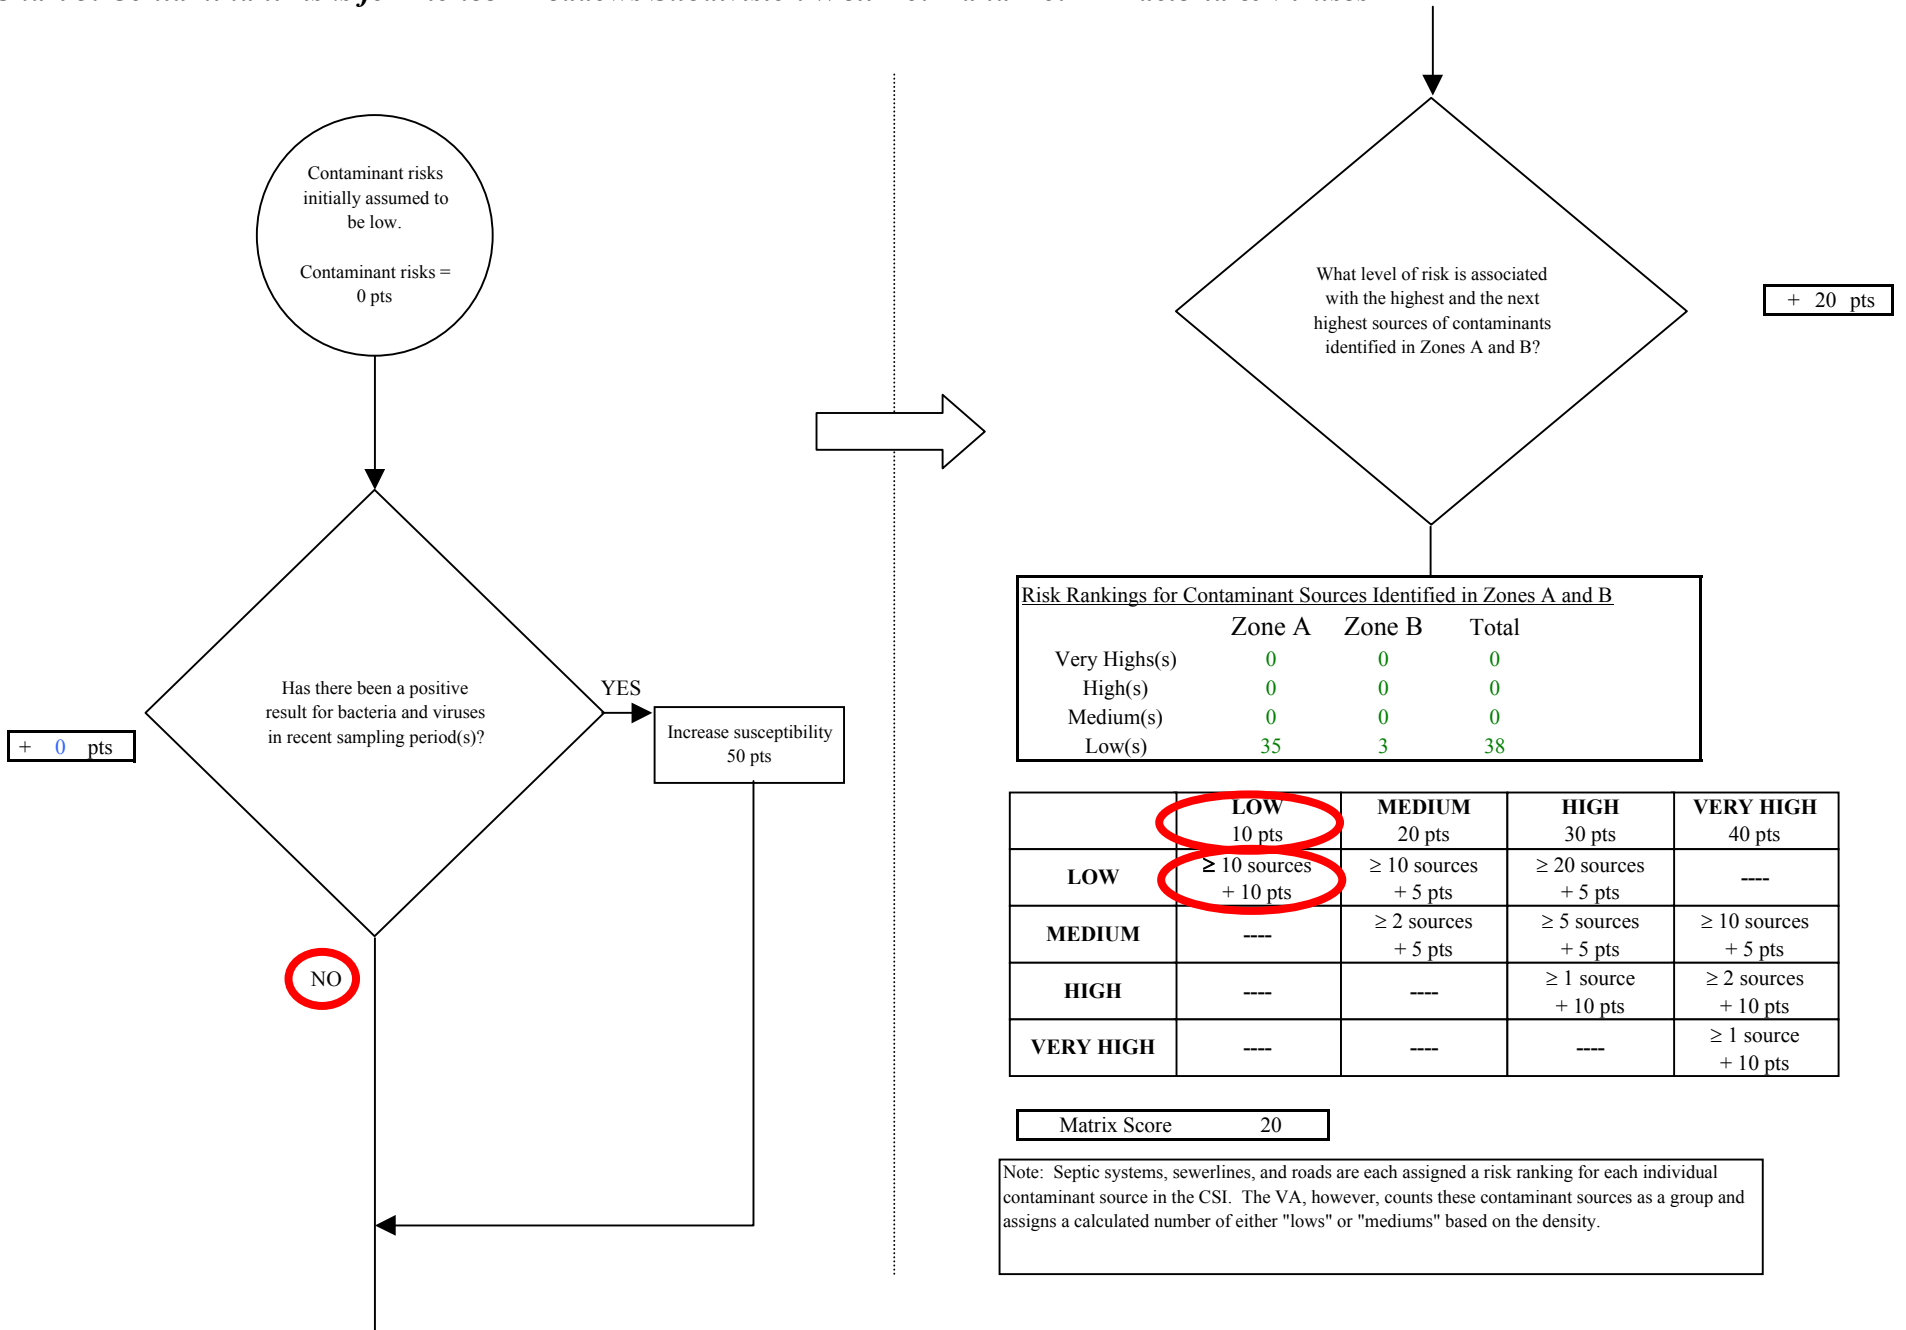 Contaminant risks
initially assumed to
be low.
Contaminant risks =
0 pts
Has there been a positive
result for bacteria and viruses
in recent sampling period(s)?
YES
Increase susceptibility
50 pts
+ 0 pts
NO
What level of risk is associated
with the highest and the next
highest sources of contaminants
identified in Zones A and B?
+ 20 pts
Risk Rankings for Contaminant Sources Identified in Zones A and B
Zone A Zone B Total
Very Highs(s) 0 0 0
High(s) 0 0 0
Medium(s) 0 0 0
Low(s) 35 3 38
LOW MEDIUM HIGH VERY HIGH
10 pts 20 pts 30 pts 40 pts
LOW ≥ 10 sources ≥ 10 sources ≥ 20 sources ----
+ 10 pts + 5 pts + 5 pts
MEDIUM ---- ≥ 2 sources ≥ 5 sources ≥ 10 sources
+ 5 pts + 5 pts + 5 pts
HIGH ---- ---- ≥ 1 source ≥ 2 sources
+ 10 pts + 10 pts
VERY HIGH ---- ---- ---- ≥ 1 source
+ 10 pts
Matrix Score 20
Note: Septic systems, sewerlines, and roads are each assigned a risk ranking for each individual
contaminant source in the CSI. The VA, however, counts these contaminant sources as a group and
assigns a calculated number of either "lows" or "mediums" based on the density.